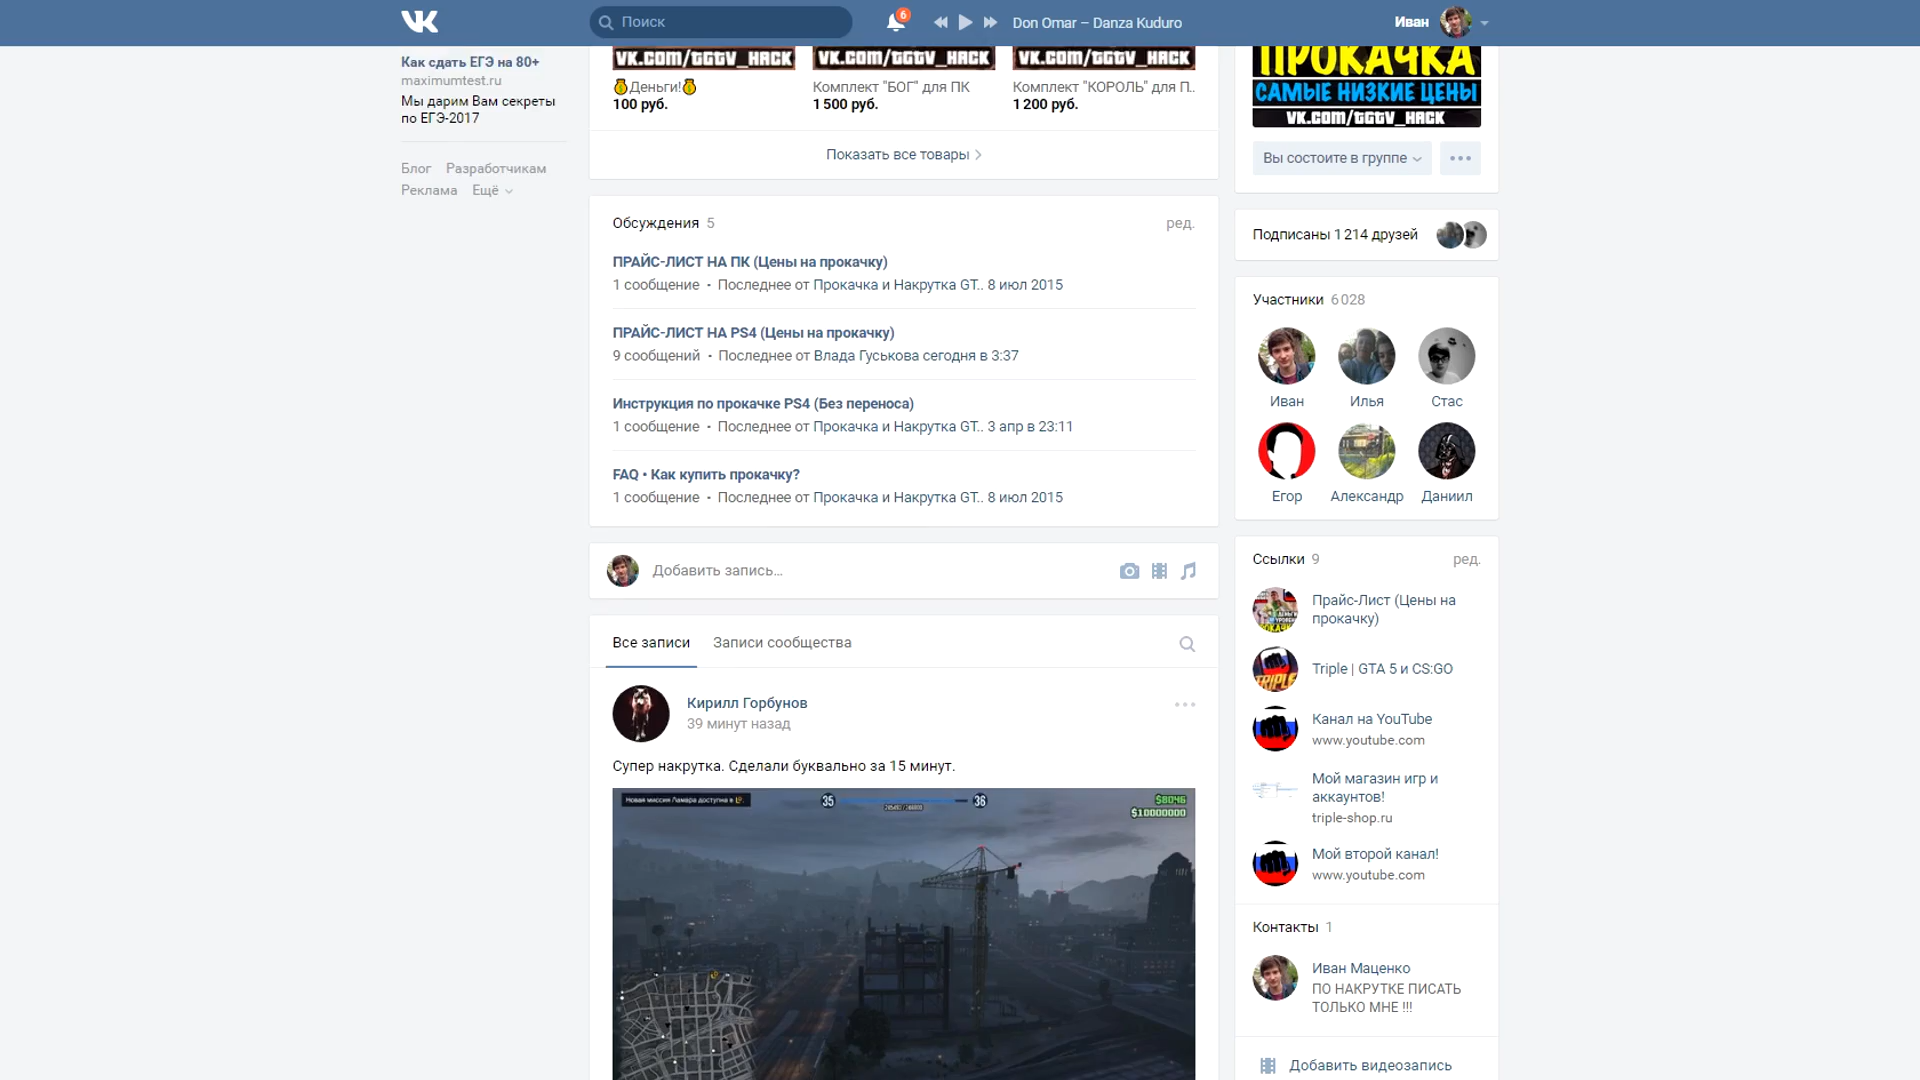 Поиск
6
Don Omar – Danza Kuduro
Иван
Как сдать ЕГЭ на 80+
maximumtest.ru
Мы дарим Вам секреты
по ЕГЭ-2017
Блог Разработчикам
Реклама Ещё
VK.COM/TGTV_HACK VK.COM/TGTV_HACK VK.COM/TGTV_HACK
Деньги!
100 руб.
Комплект "БОГ" для ПК
1 500 руб.
Комплект "КОРОЛЬ" для П..
1 200 руб.
Показать все товары
Обсуждения 5
ред.
ПРАЙС-ЛИСТ НА ПК (Цены на прокачку)
1 сообщение · Последнее от Прокачка и Накрутка GT.. 8 июл 2015
ПРАЙС-ЛИСТ НА PS4 (Цены на прокачку)
9 сообщений · Последнее от Влада Гуськова сегодня в 3:37
Инструкция по прокачке PS4 (Без переноса)
1 сообщение · Последнее от Прокачка и Накрутка GT.. 3 апр в 23:11
FAQ • Как купить прокачку?
1 сообщение · Последнее от Прокачка и Накрутка GT.. 8 июл 2015
Добавить запись...
Все записи Записи сообщества
Кирилл Горбунов
39 минут назад
Супер накрутка. Сделали буквально за 15 минут.
Новая миссия Ламара доступна в
35
36
$8046
$10000000
ПРОКАЧКА
САМЫЕ НИЗКИЕ ЦЕНЫ
VK.COM/TGTV_HACK
Вы состоите в группе
Подписаны 1 214 друзей
Участники 6 028
Иван Илья Стас
Егор Александр Даниил
Ссылки 9
ред.
Прайс-Лист (Цены на
прокачку)
TRIPLE
Triple | GTA 5 и CS:GO
Канал на YouTube
www.youtube.com
Мой магазин игр и
аккаунтов!
triple-shop.ru
Мой второй канал!
www.youtube.com
Контакты 1
Иван Маценко
ПО НАКРУТКЕ ПИСАТЬ
ТОЛЬКО МНЕ !!!
Добавить видеозапись